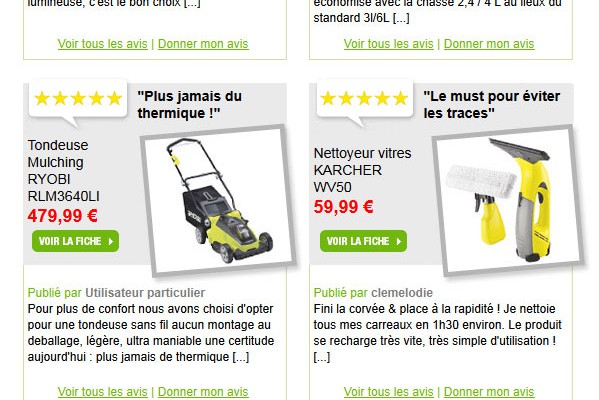 lumineuse, c'est le bon choix [...]
Voir tous les avis | Donner mon avis
économise avec la chasse 2,4 / 4 L au lieu du
standard 3l/6L [...]
Voir tous les avis | Donner mon avis
"Plus jamais du
thermique !"
Tondeuse
Mulching
RYOBI
RLM3640LI
479,99 €
VOIR LA FICHE
Publié par Utilisateur particulier
Pour plus de confort nous avons choisi d'opter
pour une tondeuse sans fil aucun montage au
deballage, légère, ultra maniable une certitude
aujourd'hui : plus jamais de thermique [...]
Voir tous les avis | Donner mon avis
"Le must pour éviter
les traces"
Nettoyeur vitres
KARCHER
WV50
59,99 €
VOIR LA FICHE
Publié par clemelodie
Fini la corvée & place à la rapidité ! Je nettoie
tous mes carreaux en 1h30 environ. Le produit
se recharge très vite, très simple d'utilisation !
[...]
Voir tous les avis | Donner mon avis